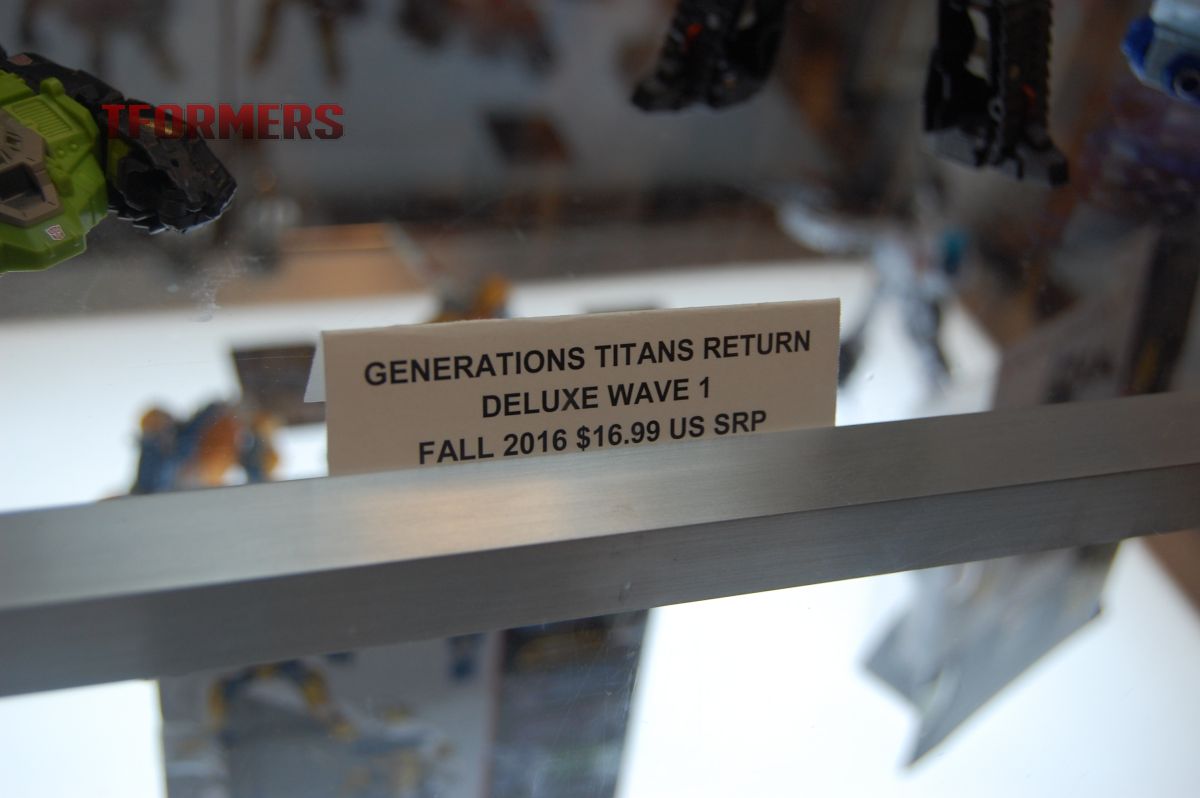 TFORMERS
GENERATIONS TITANS RETURN
DELUXE WAVE 1
FALL 2016 $16.99 US SRP